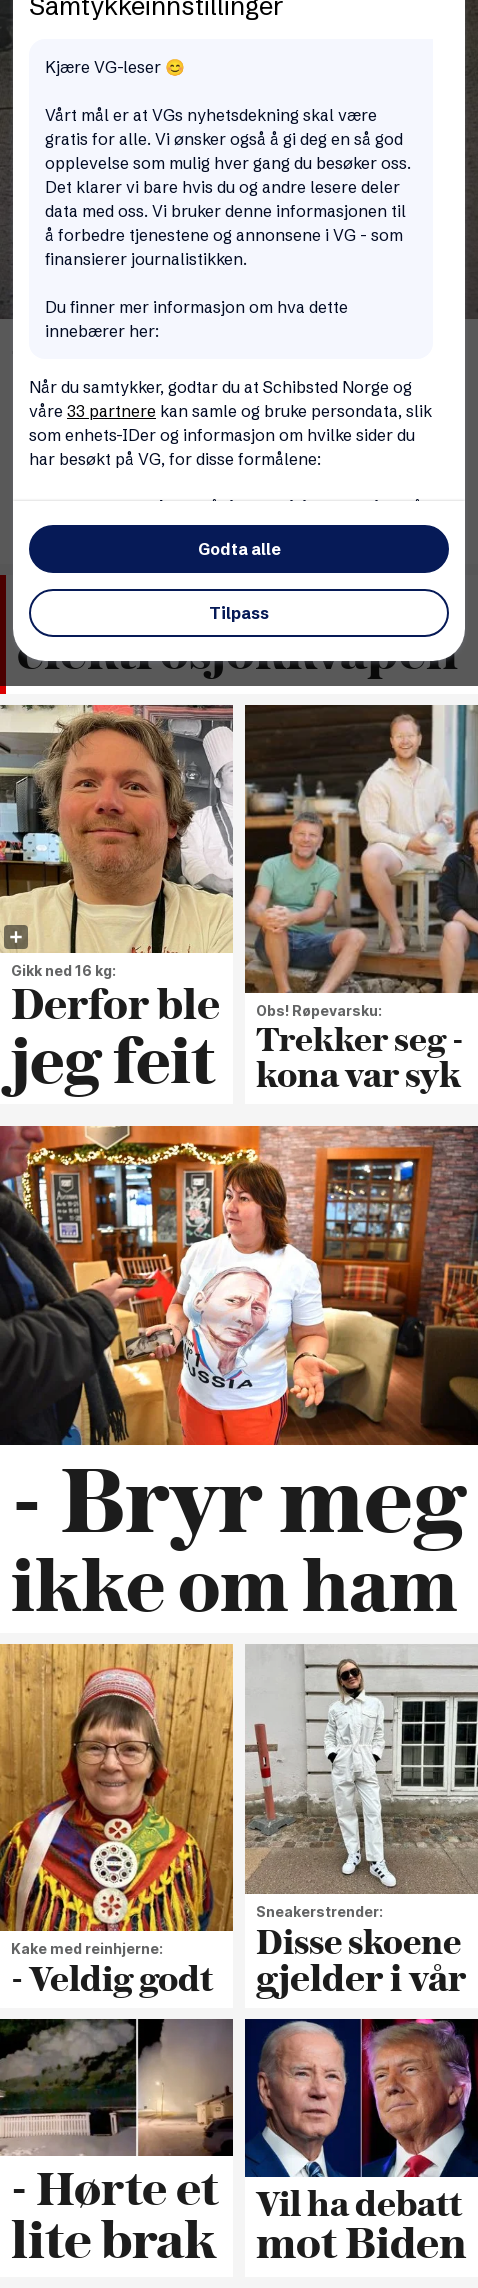 Samtykkeinnstillinger
Kjære VG-leser 😊
Vårt mål er at VGs nyhetsdekning skal være
gratis for alle. Vi ønsker også å gi deg en så god
opplevelse som mulig hver gang du besøker oss.
Det klarer vi bare hvis du og andre lesere deler
data med oss. Vi bruker denne informasjonen til
å forbedre tjenestene og annonsene i VG - som
finansierer journalistikken.
Du finner mer informasjon om hva dette
innebærer her:
Når du samtykker, godtar du at Schibsted Norge og
våre 33 partnere kan samle og bruke persondata, slik
som enhets-IDer og informasjon om hvilke sider du
har besøkt på VG, for disse formålene:
Godta alle
Tilpass
elektrosjokkvåpen
Gikk ned 16 kg:
Derfor ble
jeg feit
Obs! Røpevarsku:
Trekker seg -
kona var syk
RUSSIA
- Bryr meg
ikke om ham
Kake med reinhjerne:
- Veldig godt
Sneakerstrender:
Disse skoene
gjelder i vår
- Hørte et
lite brak
Vil ha debatt
mot Biden